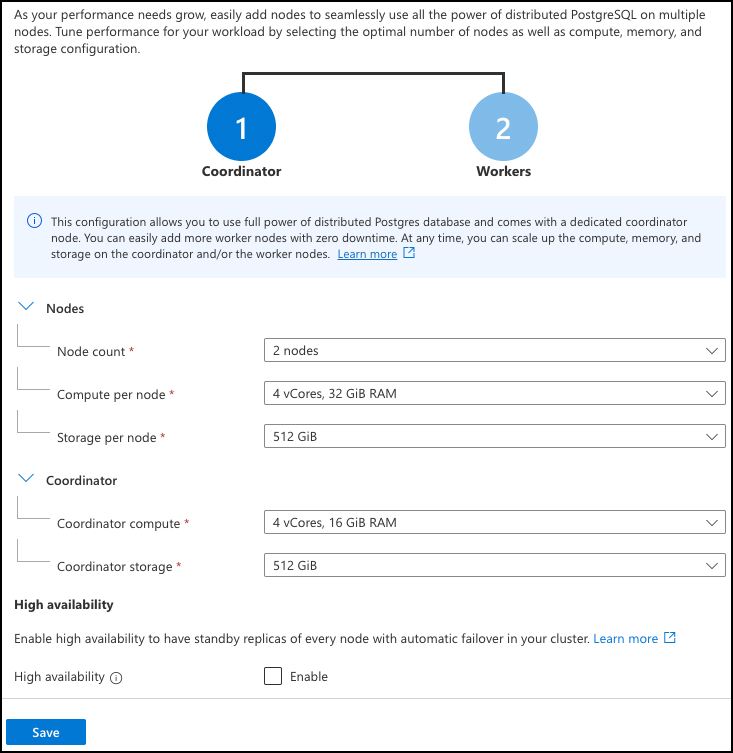 As your performance needs grow, easily add nodes to seamlessly use all the power of distributed PostgreSQL on multiple
nodes. Tune performance for your workload by selecting the optimal number of nodes as well as compute, memory, and
storage configuration.
1
2
Coordinator
Workers
This configuration allows you to use full power of distributed Postgres database and comes with a dedicated coordinator
node. You can easily add more worker nodes with zero downtime. At any time, you can scale up the compute, memory, and
storage on the coordinator and/or the worker nodes. Learn more
Nodes
Node count * 2 nodes
Compute per node * 4 vCores, 32 GiB RAM
Storage per node * 512 GiB
Coordinator
Coordinator compute * 4 vCores, 16 GiB RAM
Coordinator storage * 512 GiB
High availability
Enable high availability to have standby replicas of every node with automatic failover in your cluster. Learn more
High availability Enable
Save